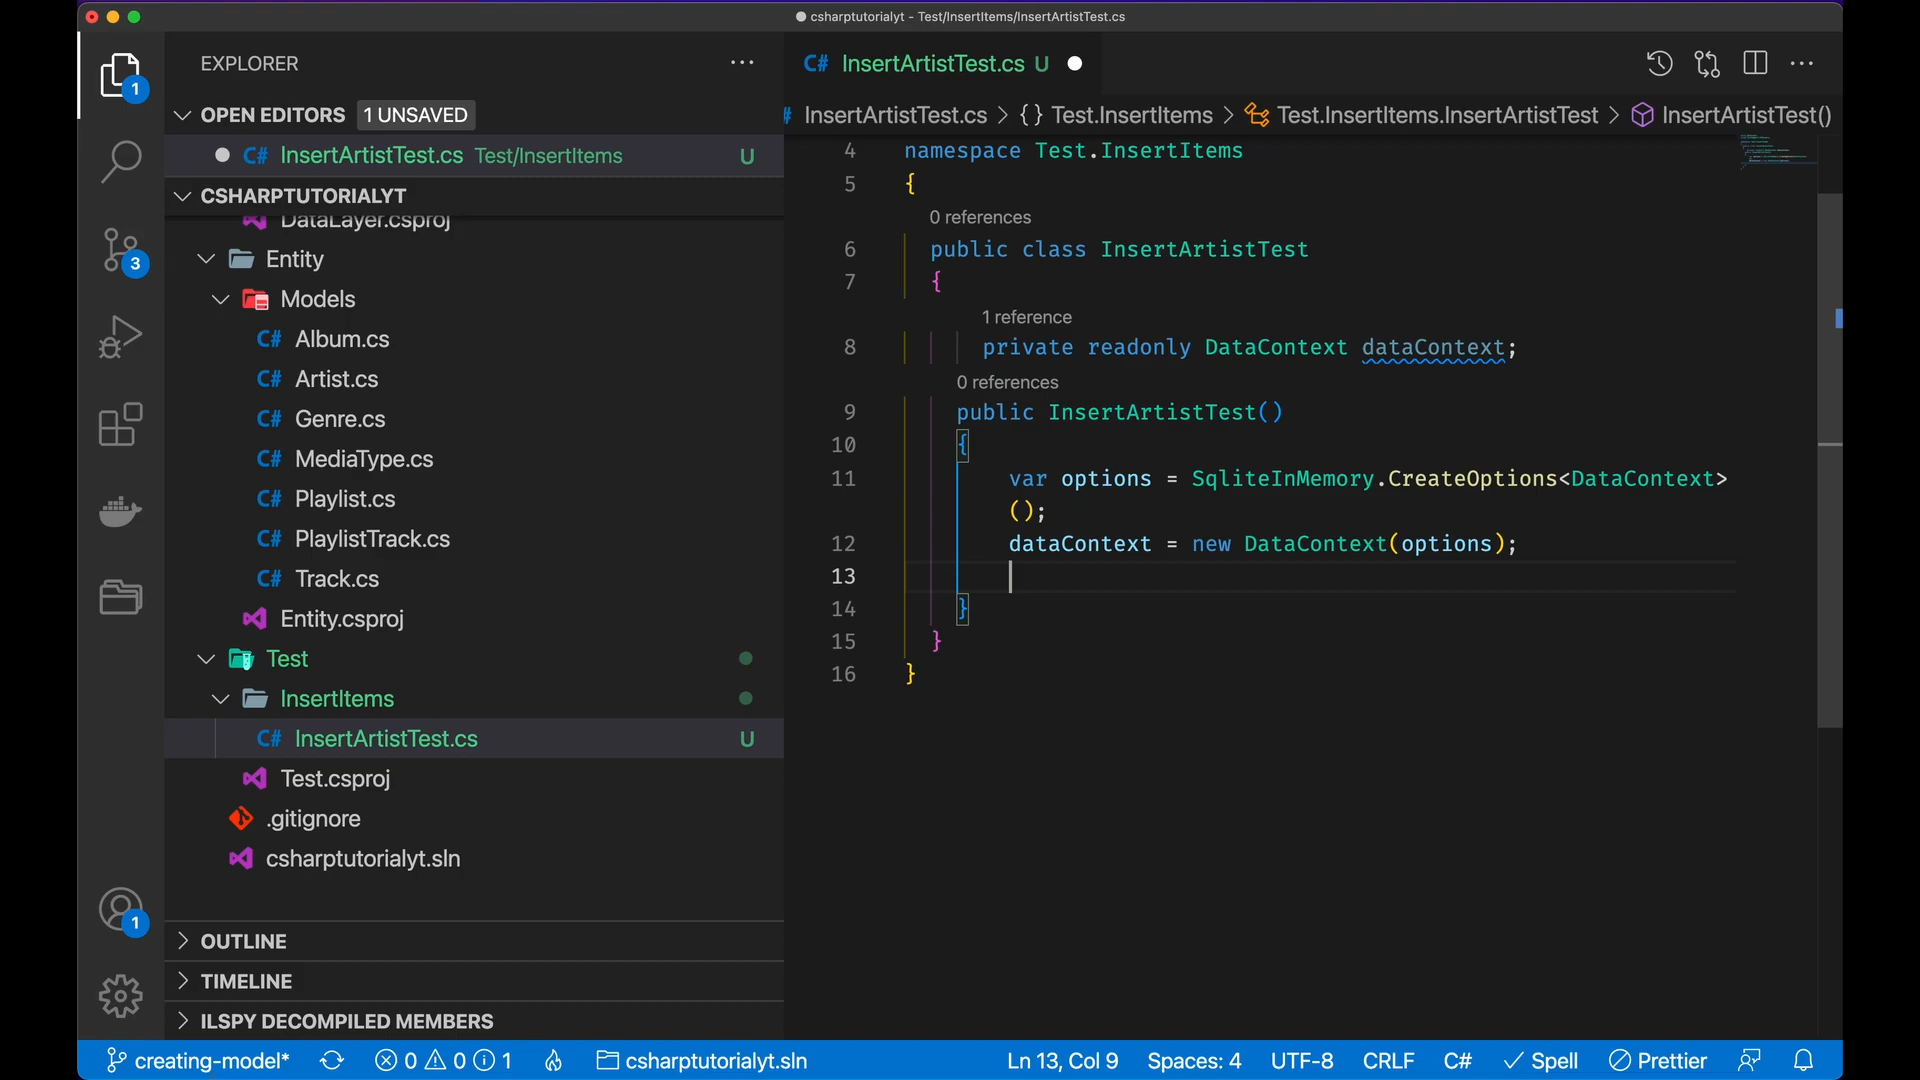 csharptutorialyt - Test/InsertItems/InsertArtistTest.cs
1
3
1
EXPLORER
OPEN EDITORS 1 UNSAVED
C# InsertArtistTest.cs Test/InsertItems U
CSHARPTUTORIALYT
DataLayer.csproj
Entity
Models
C# Album.cs
C# Artist.cs
C# Genre.cs
C# MediaType.cs
C# Playlist.cs
C# PlaylistTrack.cs
C# Track.cs
Entity.csproj
Test
InsertItems
C# InsertArtistTest.cs U
Test.csproj
.gitignore
csharptutorialyt.sln
OUTLINE
TIMELINE
ILSPY DECOMPILED MEMBERS
C# InsertArtistTest.cs U
InsertArtistTest.cs > {} Test.InsertItems > Test.InsertItems.InsertArtistTest > InsertArtistTest()
4 namespace Test.InsertItems
5 {
0 references
6 public class InsertArtistTest
7 {
1 reference
8 private readonly DataContext dataContext;
0 references
9 public InsertArtistTest()
10 {
11 var options = SqliteInMemory.CreateOptions<DataContext>
();
12 dataContext = new DataContext(options);
13
14 }
15 }
16 }
creating-model* 0 0 1 csharptutorialyt.sln Ln 13, Col 9 Spaces: 4 UTF-8 CRLF C# Spell Prettier